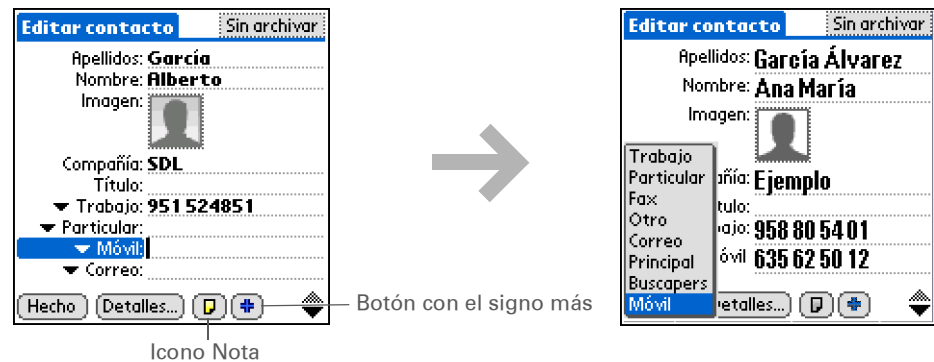 Editar contacto Sin archivar
Apellidos: García
Nombre: Alberto
Imagen:
Compañía: SDL
Título:
Trabajo: 951 524851
Particular:
Móvil:
Correo:
Hecho Detalles...
Botón con el signo más
Icono Nota
Editar contacto Sin archivar
Apellidos: García Álvarez
Nombre: Ana María
Imagen:
Trabajo
Particular
Fax
Otro
Correo
Principal
Buscapers
Móvil
añía: Ejemplo
tulo:
ajo: 958 80 54 01
óvil 635 62 50 12
etalles...